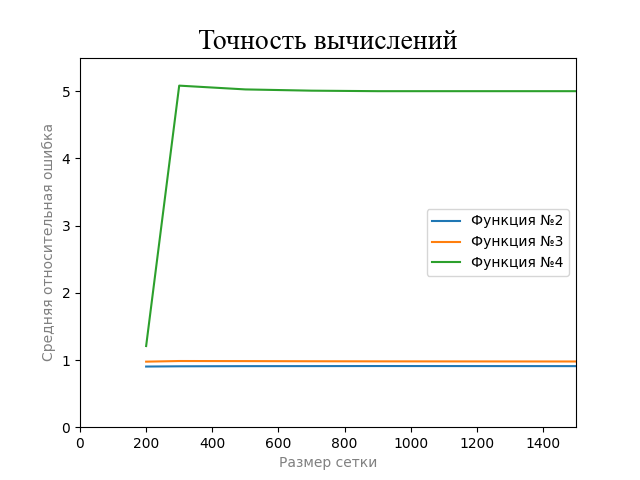 Точность вычислений
5
4
3
2
1
0
Средняя относительная ошибка
Функция №2
Функция №3
Функция №4
0 200 400 600 800 1000 1200 1400
Размер сетки